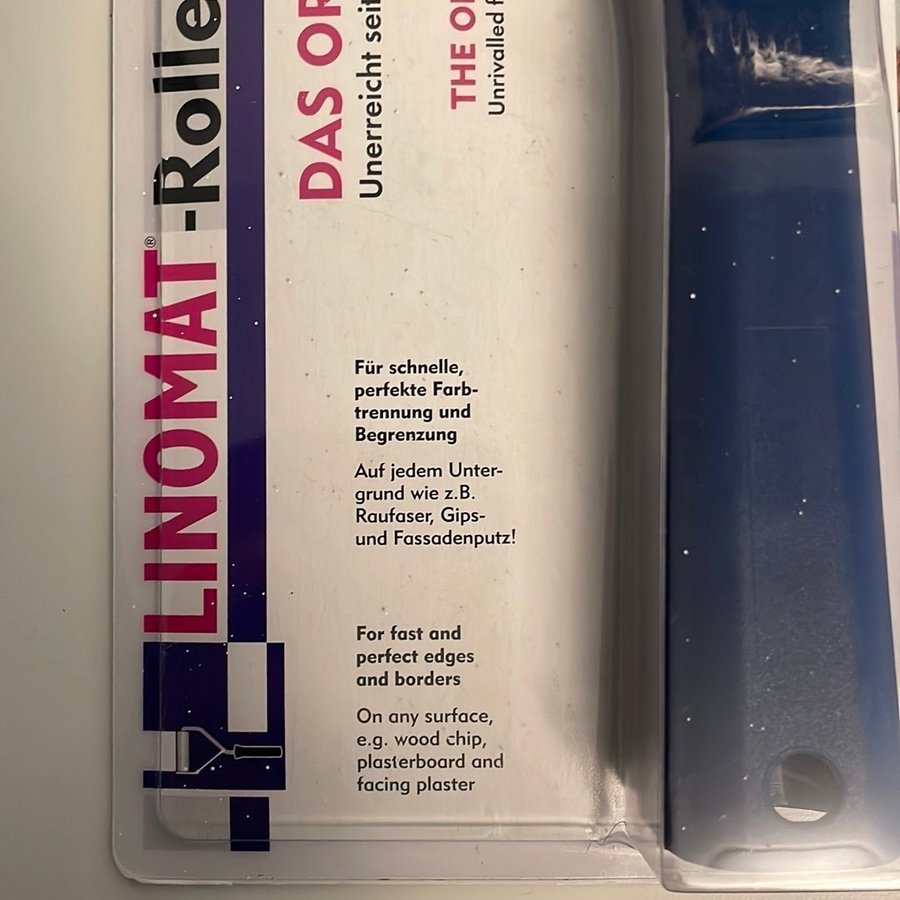 LINOMAT®-Rolle
DAS OR
Unerreicht seit
THE OR
Unrivalled f
Für schnelle,
perfekte Farb-
trennung und
Begrenzung
Auf jedem Unter-
grund wie z.B.
Raufaser, Gips-
und Fassadenputz!
For fast and
perfect edges
and borders
On any surface,
e.g. wood chip,
plasterboard and
facing plaster